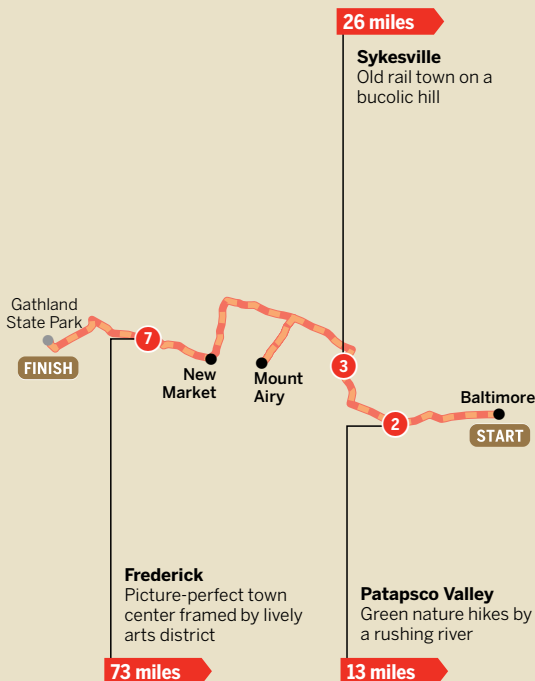 26 miles
Sykesville
Old rail town on a
bucolic hill
Gathland
State Park
FINISH
7
New
Market
Mount
Airy
3
Baltimore
START
2
Frederick
Picture-perfect town
center framed by lively
arts district
73 miles
Patapsco Valley
Green nature hikes by
a rushing river
13 miles